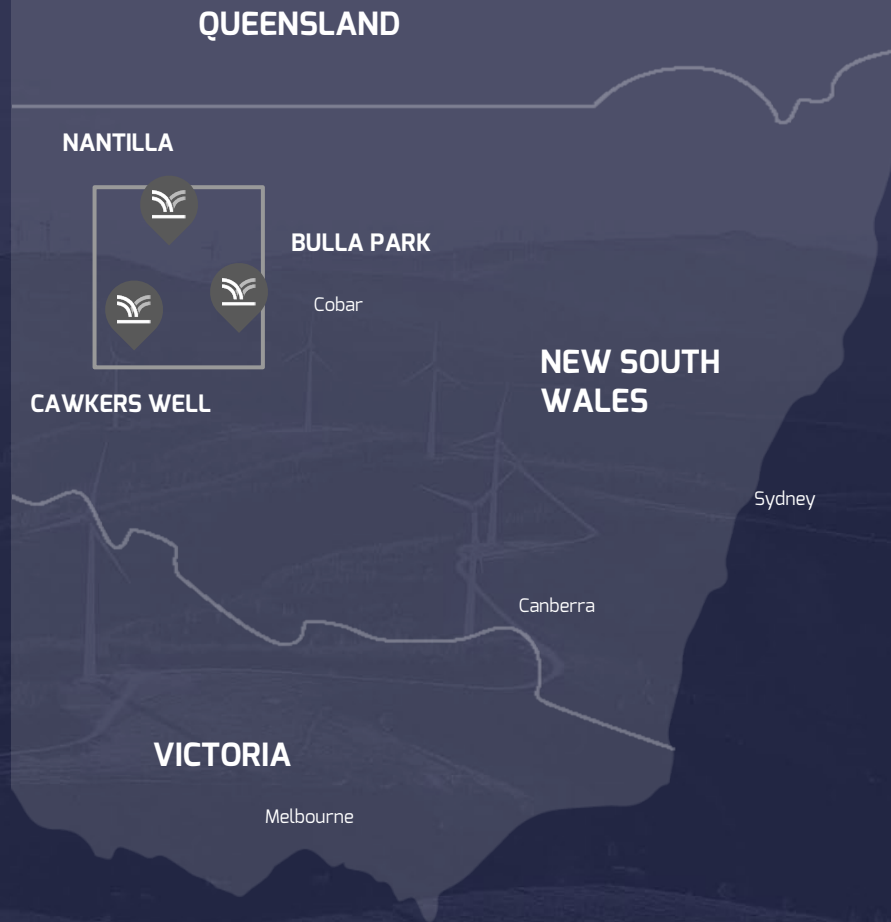 QUEENSLAND
NANTILLA
BULLA PARK
Cobar
NEW SOUTH
WALES
CAWKERS WELL
Sydney
Canberra
VICTORIA
Melbourne